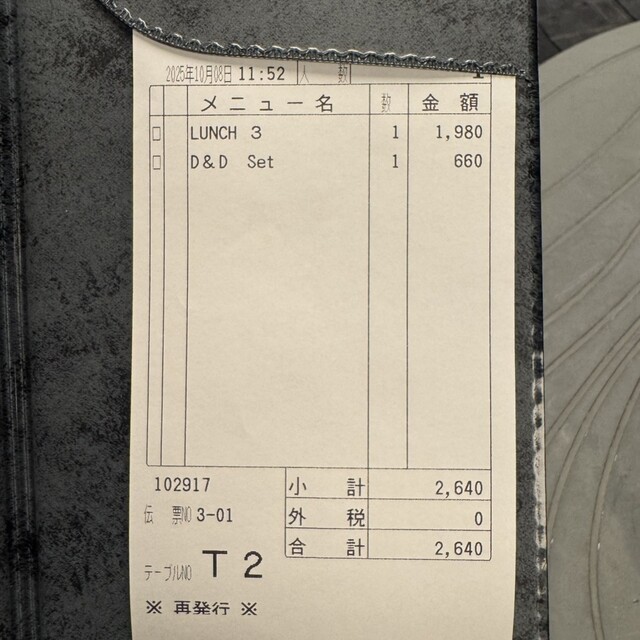 2025年10月08日 11:52 人 数 1
メニュー名 数 金 額
□ LUNCH 3 1 1,980
□ D&D Set 1 660
102917 小 計 2,640
伝 票NO 3-01 外 税 0
合 計 2,640
テーブルNO T 2
※ 再発行 ※